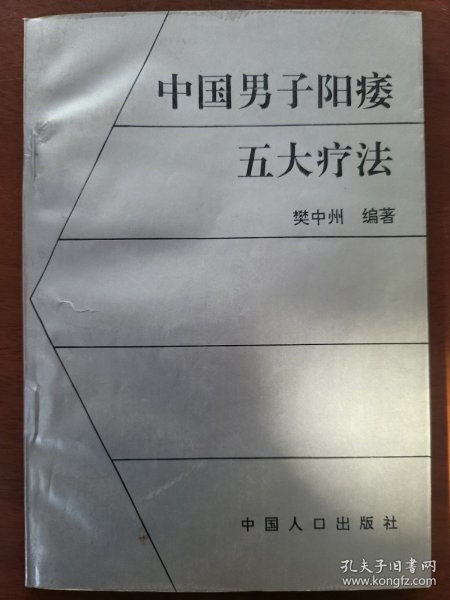 中国男子阳痿
五大疗法
樊中州 编著
中国人口出版社
孔夫子旧书网
www.kongfz.com